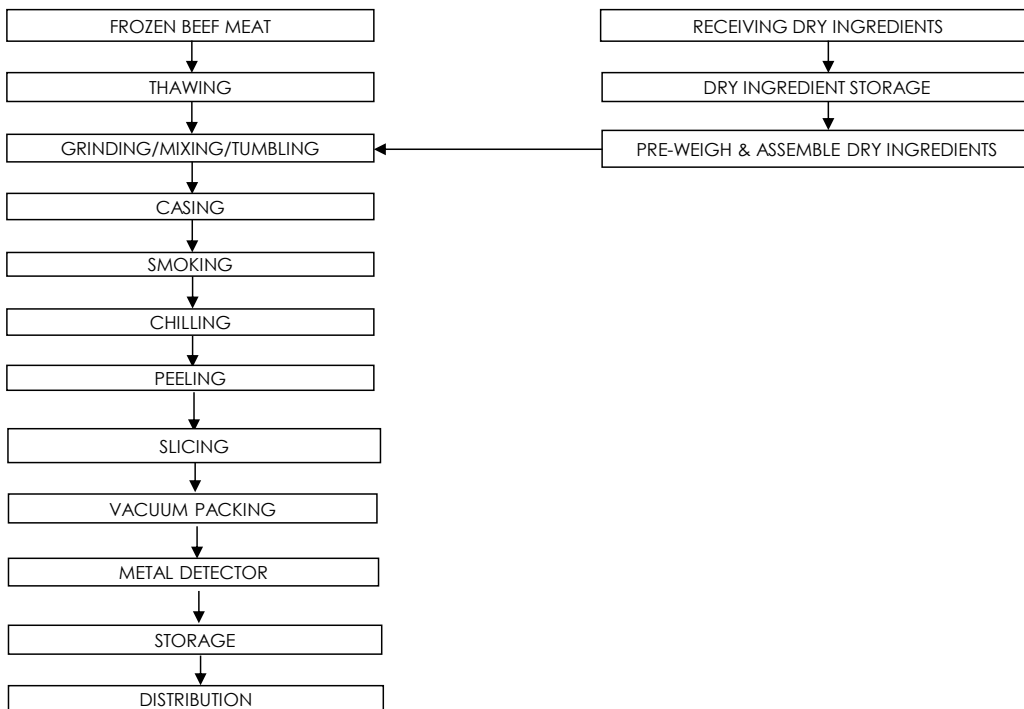 FROZEN BEEF MEAT
THAWING
GRINDING/MIXING/TUMBLING
CASING
SMOKING
CHILLING
PEELING
SLICING
VACUUM PACKING
METAL DETECTOR
STORAGE
DISTRIBUTION
RECEIVING DRY INGREDIENTS
DRY INGREDIENT STORAGE
PRE-WEIGH & ASSEMBLE DRY INGREDIENTS